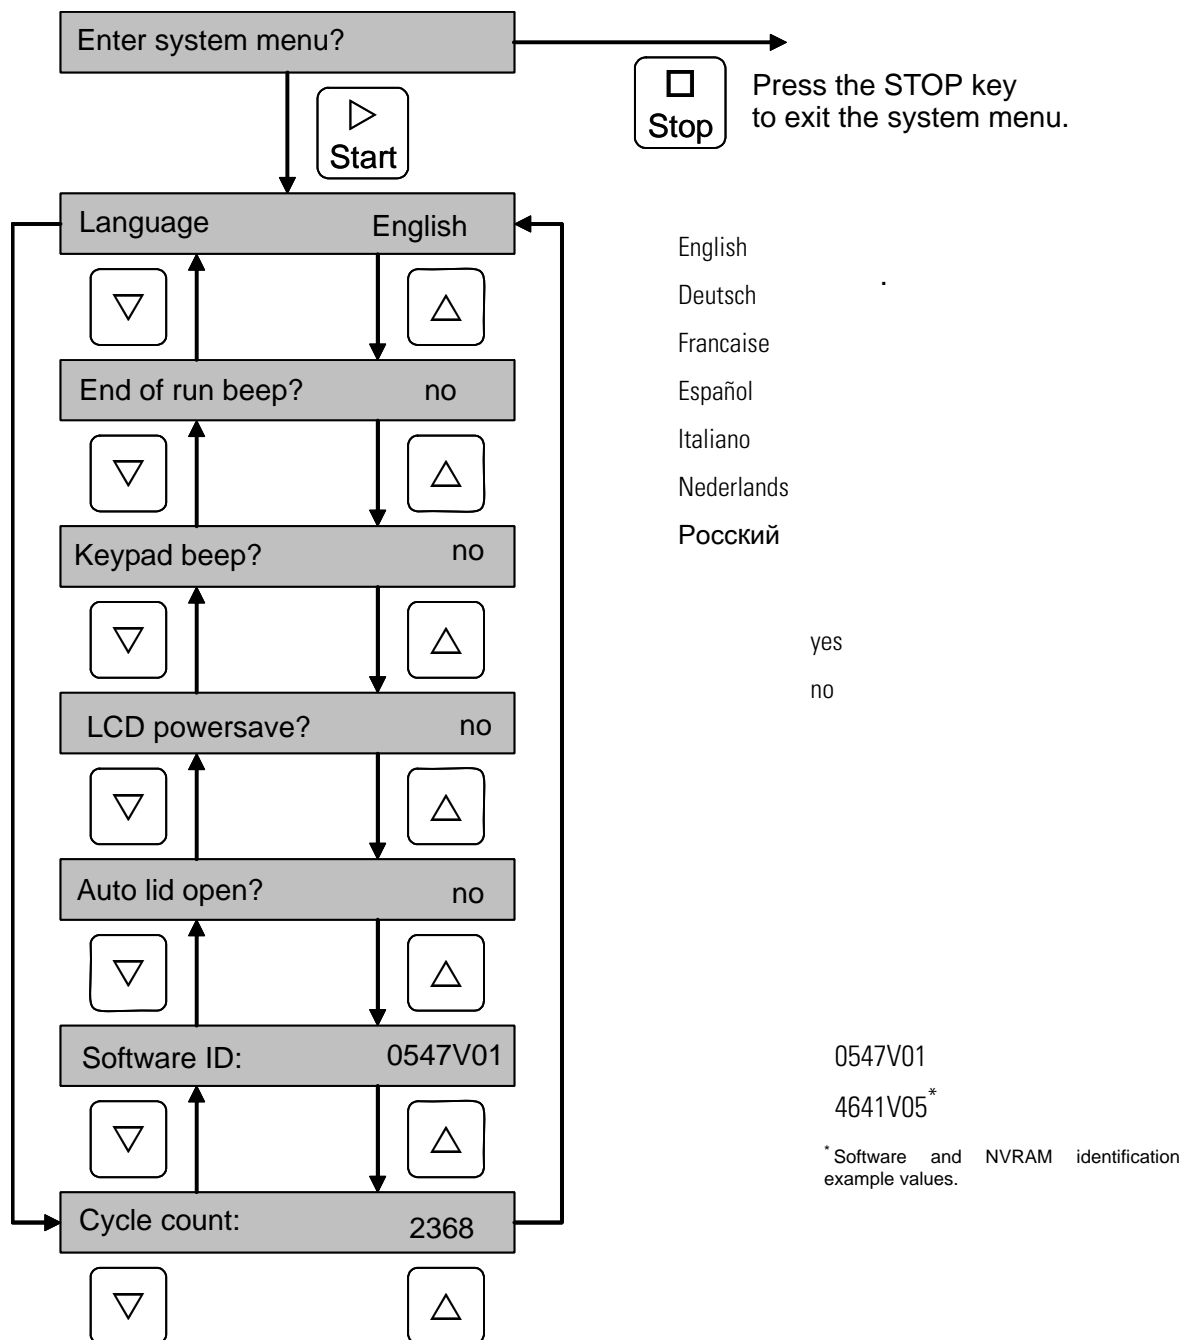 Enter system menu?
Stop
Press the STOP key
to exit the system menu.
Start
Language English
English
Deutsch
Francaise
Español
Italiano
Nederlands
Росский
End of run beep? no
Keypad beep? no
yes
no
LCD powersave? no
Auto lid open? no
Software ID: 0547V01
0547V01
4641V05*
* Software and NVRAM identification
example values.
Cycle count: 2368